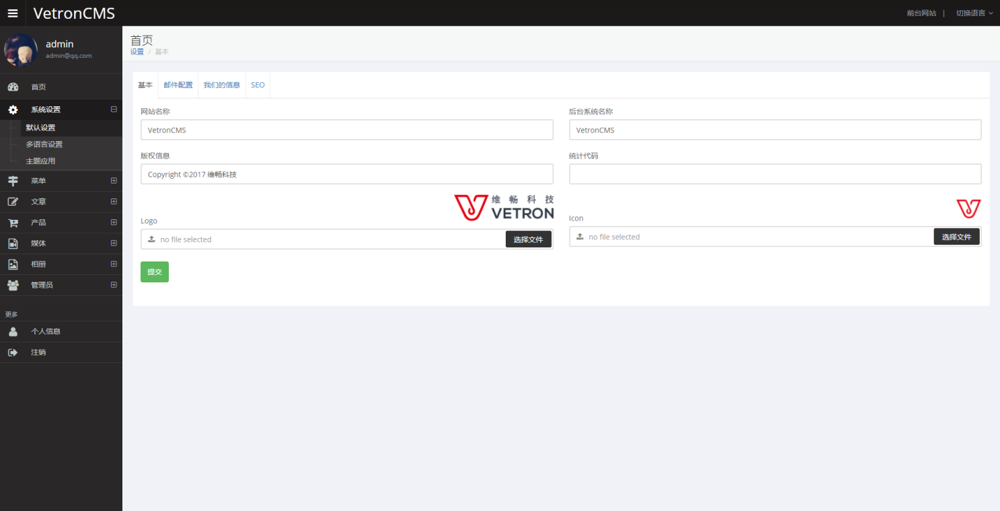 VetronCMS
前台网站 | 切换语言
admin
admin@qq.com
首页
系统设置
默认设置
多语言设置
主题应用
菜单
文章
产品
媒体
相册
管理员
更多
个人信息
注销
首页
设置 / 基本
基本 邮件配置 我们的信息 SEO
网站名称 后台系统名称
VetronCMS VetronCMS
版权信息 统计代码
Copyright ©2017 维畅科技
维畅科技
VETRON
Logo Icon
no file selected 选择文件 no file selected 选择文件
提交